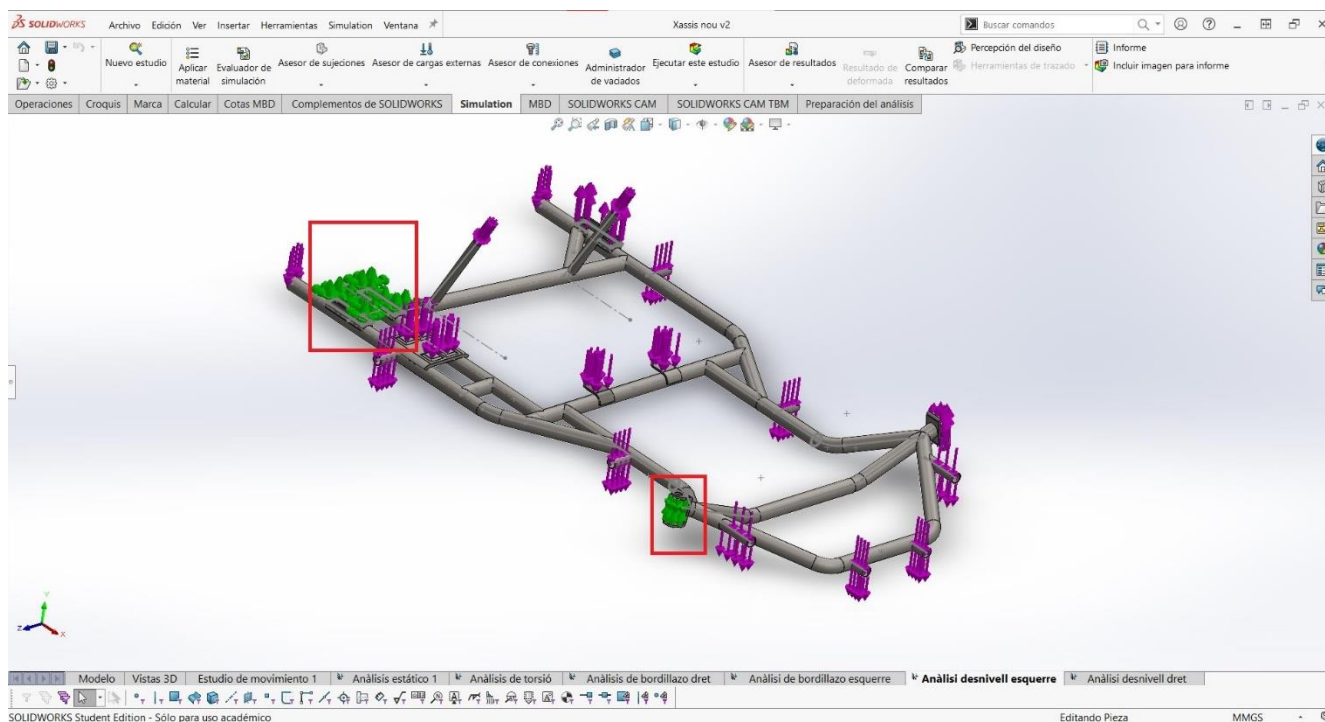 SOLIDWORKS Archivo Edición Ver Insertar Herramientas Simulation Ventana Xassis nou v2 Buscar comandos
Nuevo estudio Aplicar material Evaluador de simulación Asesor de sujeciones Asesor de cargas externas Asesor de conexiones Administrador de vaciados Ejecutar este estudio Asesor de resultados Resultado de deformada Comparar resultados Percepción del diseño Informe
Herramientas de trazado Incluir imagen para informe
Operaciones Croquis Marca Calcular Cotas MBD Complementos de SOLIDWORKS Simulation MBD SOLIDWORKS CAM SOLIDWORKS CAM TBM Preparación del análisis
Y
Z X
Modelo Vistas 3D Estudio de movimiento 1 Anàlisis estático 1 Anàlisis de torsió Anàlisis de bordillazo dret Anàlisi de bordillazo esquerre Anàlisi desnivell esquerre Anàlisi desnivell dret
SOLIDWORKS Student Edition - Sólo para uso académico Editando Pieza MMGS